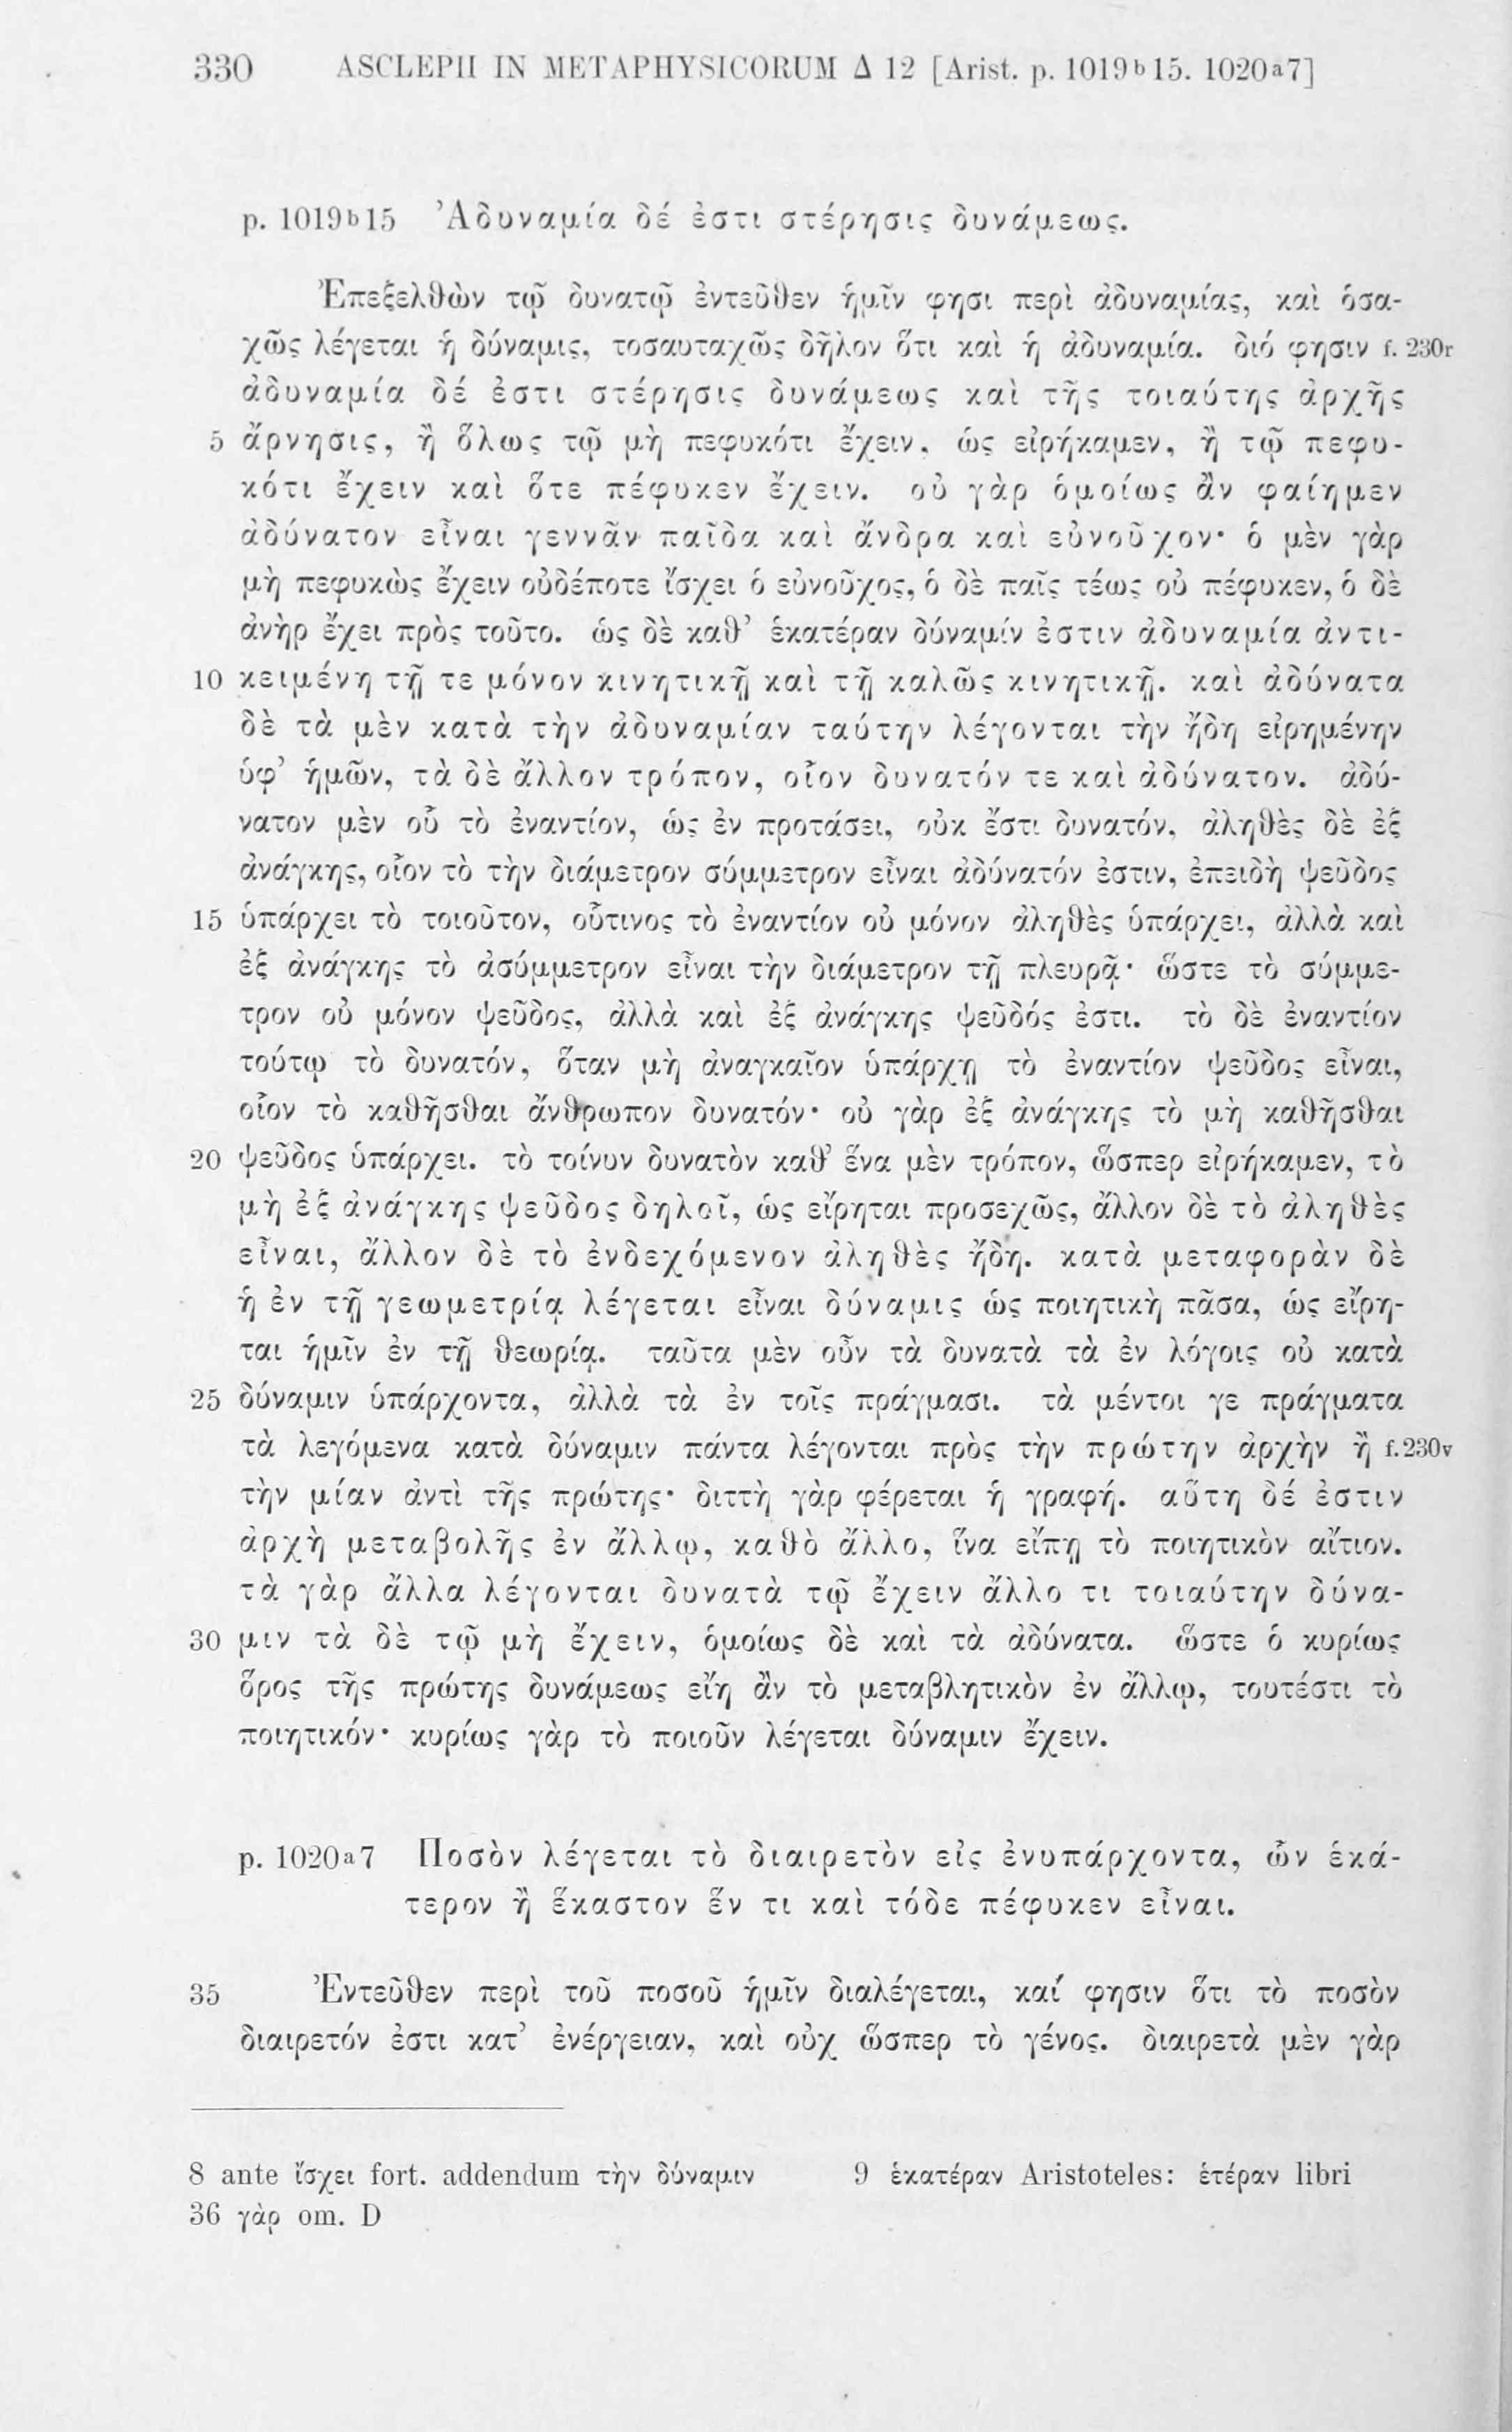 330 ASCLEPII IN METAPHYSICORUM Δ 12 [Arist. p. 1019b15. 1020a7]
p. 1019b15 Ἀδυναμία δέ ἐστι στέρησις δυνάμεως.
Ἐπεξελθὼν τῷ δυνατῷ ἐντεῦθεν ἡμῖν φησι περὶ ἀδυναμίας, καὶ ὁσα-
χῶς λέγεται ἡ δύναμις, τοσαυταχῶς δῆλον ὅτι καὶ ἡ ἀδυναμία. διό φησιν f. 230r
ἀδυναμία δέ ἐστι στέρησις δυνάμεως καὶ τῆς τοιαύτης ἀρχῆς
5 ἄρνησις, ἢ ὅλως τῷ μὴ πεφυκότι ἔχειν, ὡς εἰρήκαμεν, ἢ τῷ πεφυ-
κότι ἔχειν καὶ ὅτε πέφυκεν ἔχειν. οὐ γὰρ ὁμοίως ἂν φαίημεν
ἀδύνατον εἶναι γεννᾶν παῖδα καὶ ἄνδρα καὶ εὐνοῦχον· ὁ μὲν γὰρ
μὴ πεφυκὼς ἔχειν οὐδέποτε ἴσχει ὁ εὐνοῦχος, ὁ δὲ παῖς τέως οὐ πέφυκεν, ὁ δὲ
ἀνὴρ ἔχει πρὸς τοῦτο. ὡς δὲ καθ’ ἑκατέραν δύναμίν ἐστιν ἀδυναμία ἀντι-
10 κειμένη τῇ τε μόνον κινητικῇ καὶ τῇ καλῶς κινητικῇ. καὶ ἀδύνατα
δὲ τὰ μὲν κατὰ τὴν ἀδυναμίαν ταύτην λέγονται τὴν ἤδη εἰρημένην
ὑφ’ ἡμῶν, τὰ δὲ ἄλλον τρόπον, οἷον δυνατόν τε καὶ ἀδύνατον. ἀδύ-
νατον μὲν οὗ τὸ ἐναντίον, ὡς ἐν προτάσει, οὐκ ἔστι δυνατόν, ἀληθὲς δὲ ἐξ
ἀνάγκης, οἷον τὸ τὴν διάμετρον σύμμετρον εἶναι ἀδύνατόν ἐστιν, ἐπειδὴ ψεῦδος
15 ὑπάρχει τὸ τοιοῦτον, οὗτινος τὸ ἐναντίον οὐ μόνον ἀληθὲς ὑπάρχει, ἀλλὰ καὶ
ἐξ ἀνάγκης τὸ ἀσύμμετρον εἶναι τὴν διάμετρον τῇ πλευρᾷ· ὥστε τὸ σύμμε-
τρον οὐ μόνον ψεῦδος, ἀλλὰ καὶ ἐξ ἀνάγκης ψεῦδός ἐστι. τὸ δὲ ἐναντίον
τούτῳ τὸ δυνατόν, ὅταν μὴ ἀναγκαῖον ὑπάρχῃ τὸ ἐναντίον ψεῦδος εἶναι,
οἷον τὸ καθῆσθαι ἄνθρωπον δυνατόν· οὐ γὰρ ἐξ ἀνάγκης τὸ μὴ καθῆσθαι
20 ψεῦδος ὑπάρχει. τὸ τοίνυν δυνατὸν καθ’ ἕνα μὲν τρόπον, ὥσπερ εἰρήκαμεν, τὸ
μὴ ἐξ ἀνάγκης ψεῦδος δηλοῖ, ὡς εἴρηται προσεχῶς, ἄλλον δὲ τὸ ἀληθὲς
εἶναι, ἄλλον δὲ τὸ ἐνδεχόμενον ἀληθὲς ἤδη. κατὰ μεταφορὰν δὲ
ἡ ἐν τῇ γεωμετρίᾳ λέγεται εἶναι δύναμις ὡς ποιητικὴ πᾶσα, ὡς εἴρη-
ται ἡμῖν ἐν τῇ θεωρίᾳ. ταῦτα μὲν οὖν τὰ δυνατὰ τὰ ἐν λόγοις οὐ κατὰ
25 δύναμιν ὑπάρχοντα, ἀλλὰ τὰ ἐν τοῖς πράγμασι. τὰ μέντοι γε πράγματα
τὰ λεγόμενα κατὰ δύναμιν πάντα λέγονται πρὸς τὴν πρώτην ἀρχὴν ἢ f. 230v
τὴν μίαν ἀντὶ τῆς πρώτης· διττὴ γὰρ φέρεται ἡ γραφή. αὕτη δέ ἐστιν
ἀρχὴ μεταβολῆς ἐν ἄλλῳ, καθὸ ἄλλο, ἵνα εἴπῃ τὸ ποιητικὸν αἴτιον.
τὰ γὰρ ἄλλα λέγονται δυνατὰ τῷ ἔχειν ἄλλο τι τοιαύτην δύνα-
30 μιν τὰ δὲ τῷ μὴ ἔχειν, ὁμοίως δὲ καὶ τὰ ἀδύνατα. ὥστε ὁ κυρίως
ὅρος τῆς πρώτης δυνάμεως εἴη ἂν τὸ μεταβλητικὸν ἐν ἄλλῳ, τουτέστι τὸ
ποιητικόν· κυρίως γὰρ τὸ ποιοῦν λέγεται δύναμιν ἔχειν.
p. 1020a7 Ποσὸν λέγεται τὸ διαιρετὸν εἰς ἐνυπάρχοντα, ὧν ἑκά-
τερον ἢ ἕκαστον ἕν τι καὶ τόδε πέφυκεν εἶναι.
35 Ἐντεῦθεν περὶ τοῦ ποσοῦ ἡμῖν διαλέγεται, καί φησιν ὅτι τὸ ποσὸν
διαιρετόν ἐστι κατ’ ἐνέργειαν, καὶ οὐχ ὥσπερ τὸ γένος. διαιρετὰ μὲν γὰρ
8 ante ἴσχει fort. addendum τὴν δύναμιν 9 ἑκατέραν Aristoteles: ἑτέραν libri
36 γὰρ om. D